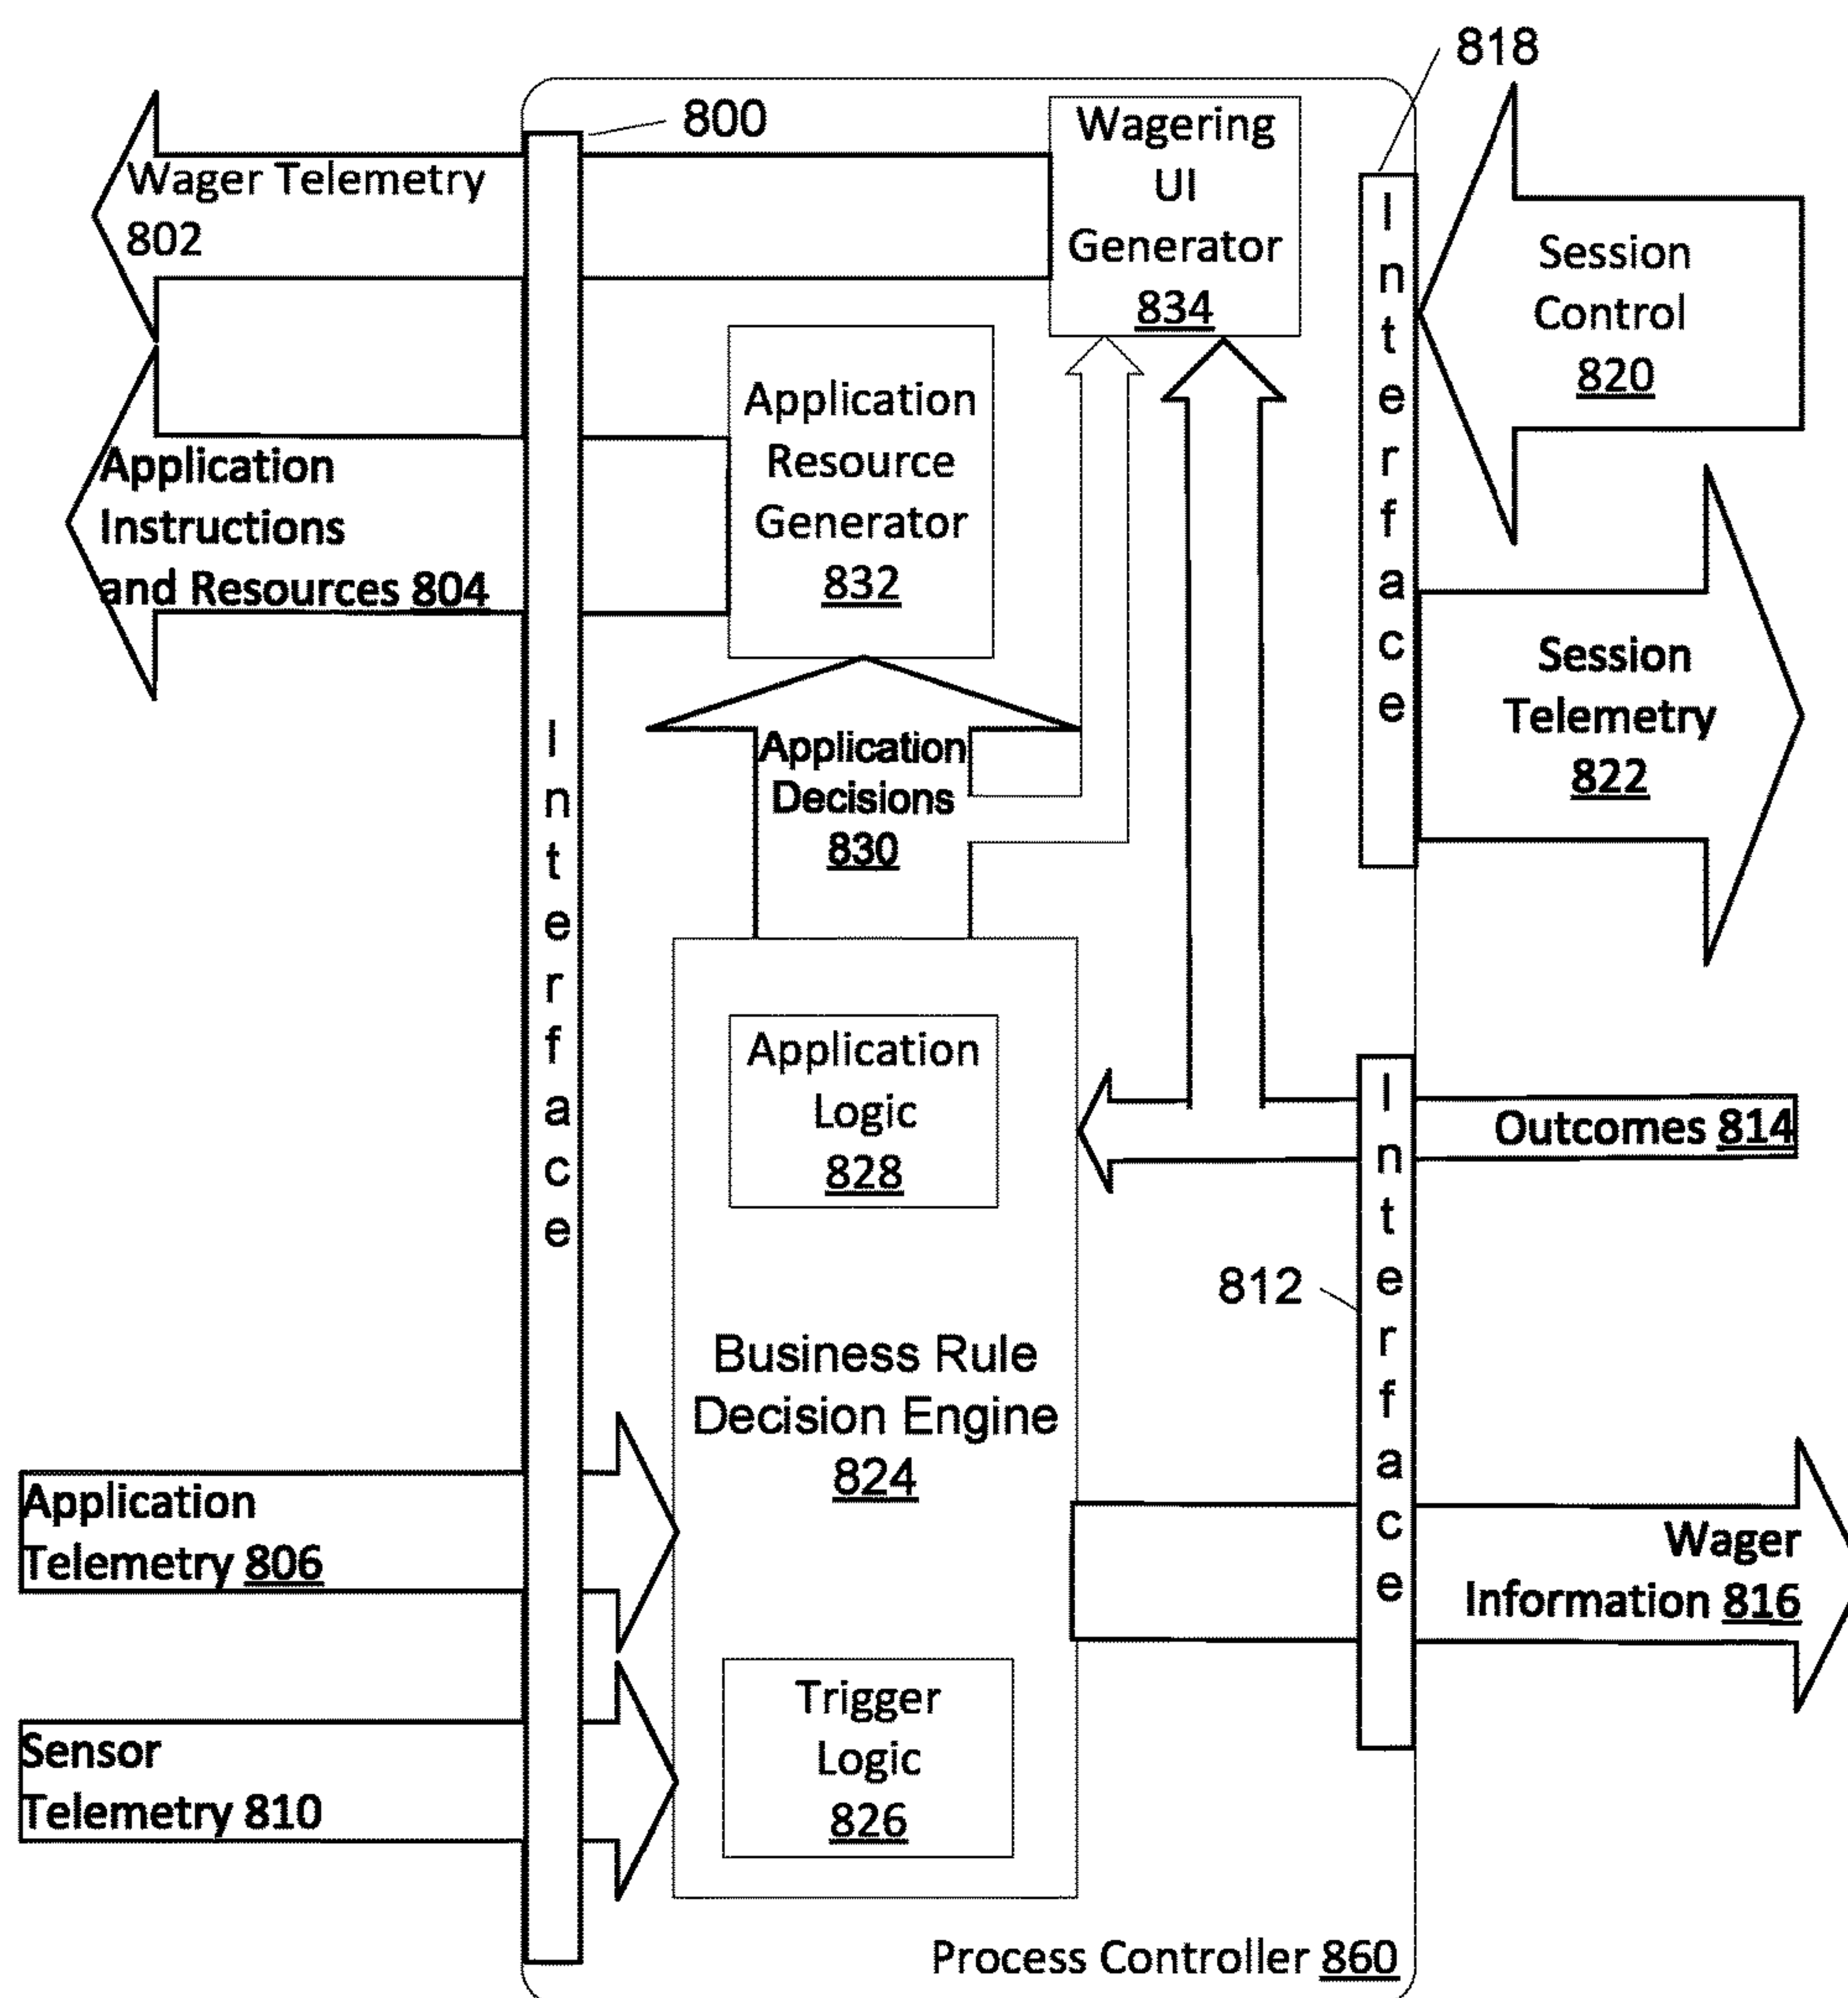 818
800
Wagering
UI
Generator
834
Wager Telemetry
802
Interface
Session
Control
820
Application
Resource
Generator
832
Application
Instructions
and Resources 804
Session
Telemetry
822
Application
Decisions
830
Interface
Application
Logic
828
Interface
Outcomes 814
812
Business Rule
Decision Engine
824
Application
Telemetry 806
Wager
Information 816
Trigger
Logic
826
Sensor
Telemetry 810
Process Controller 860